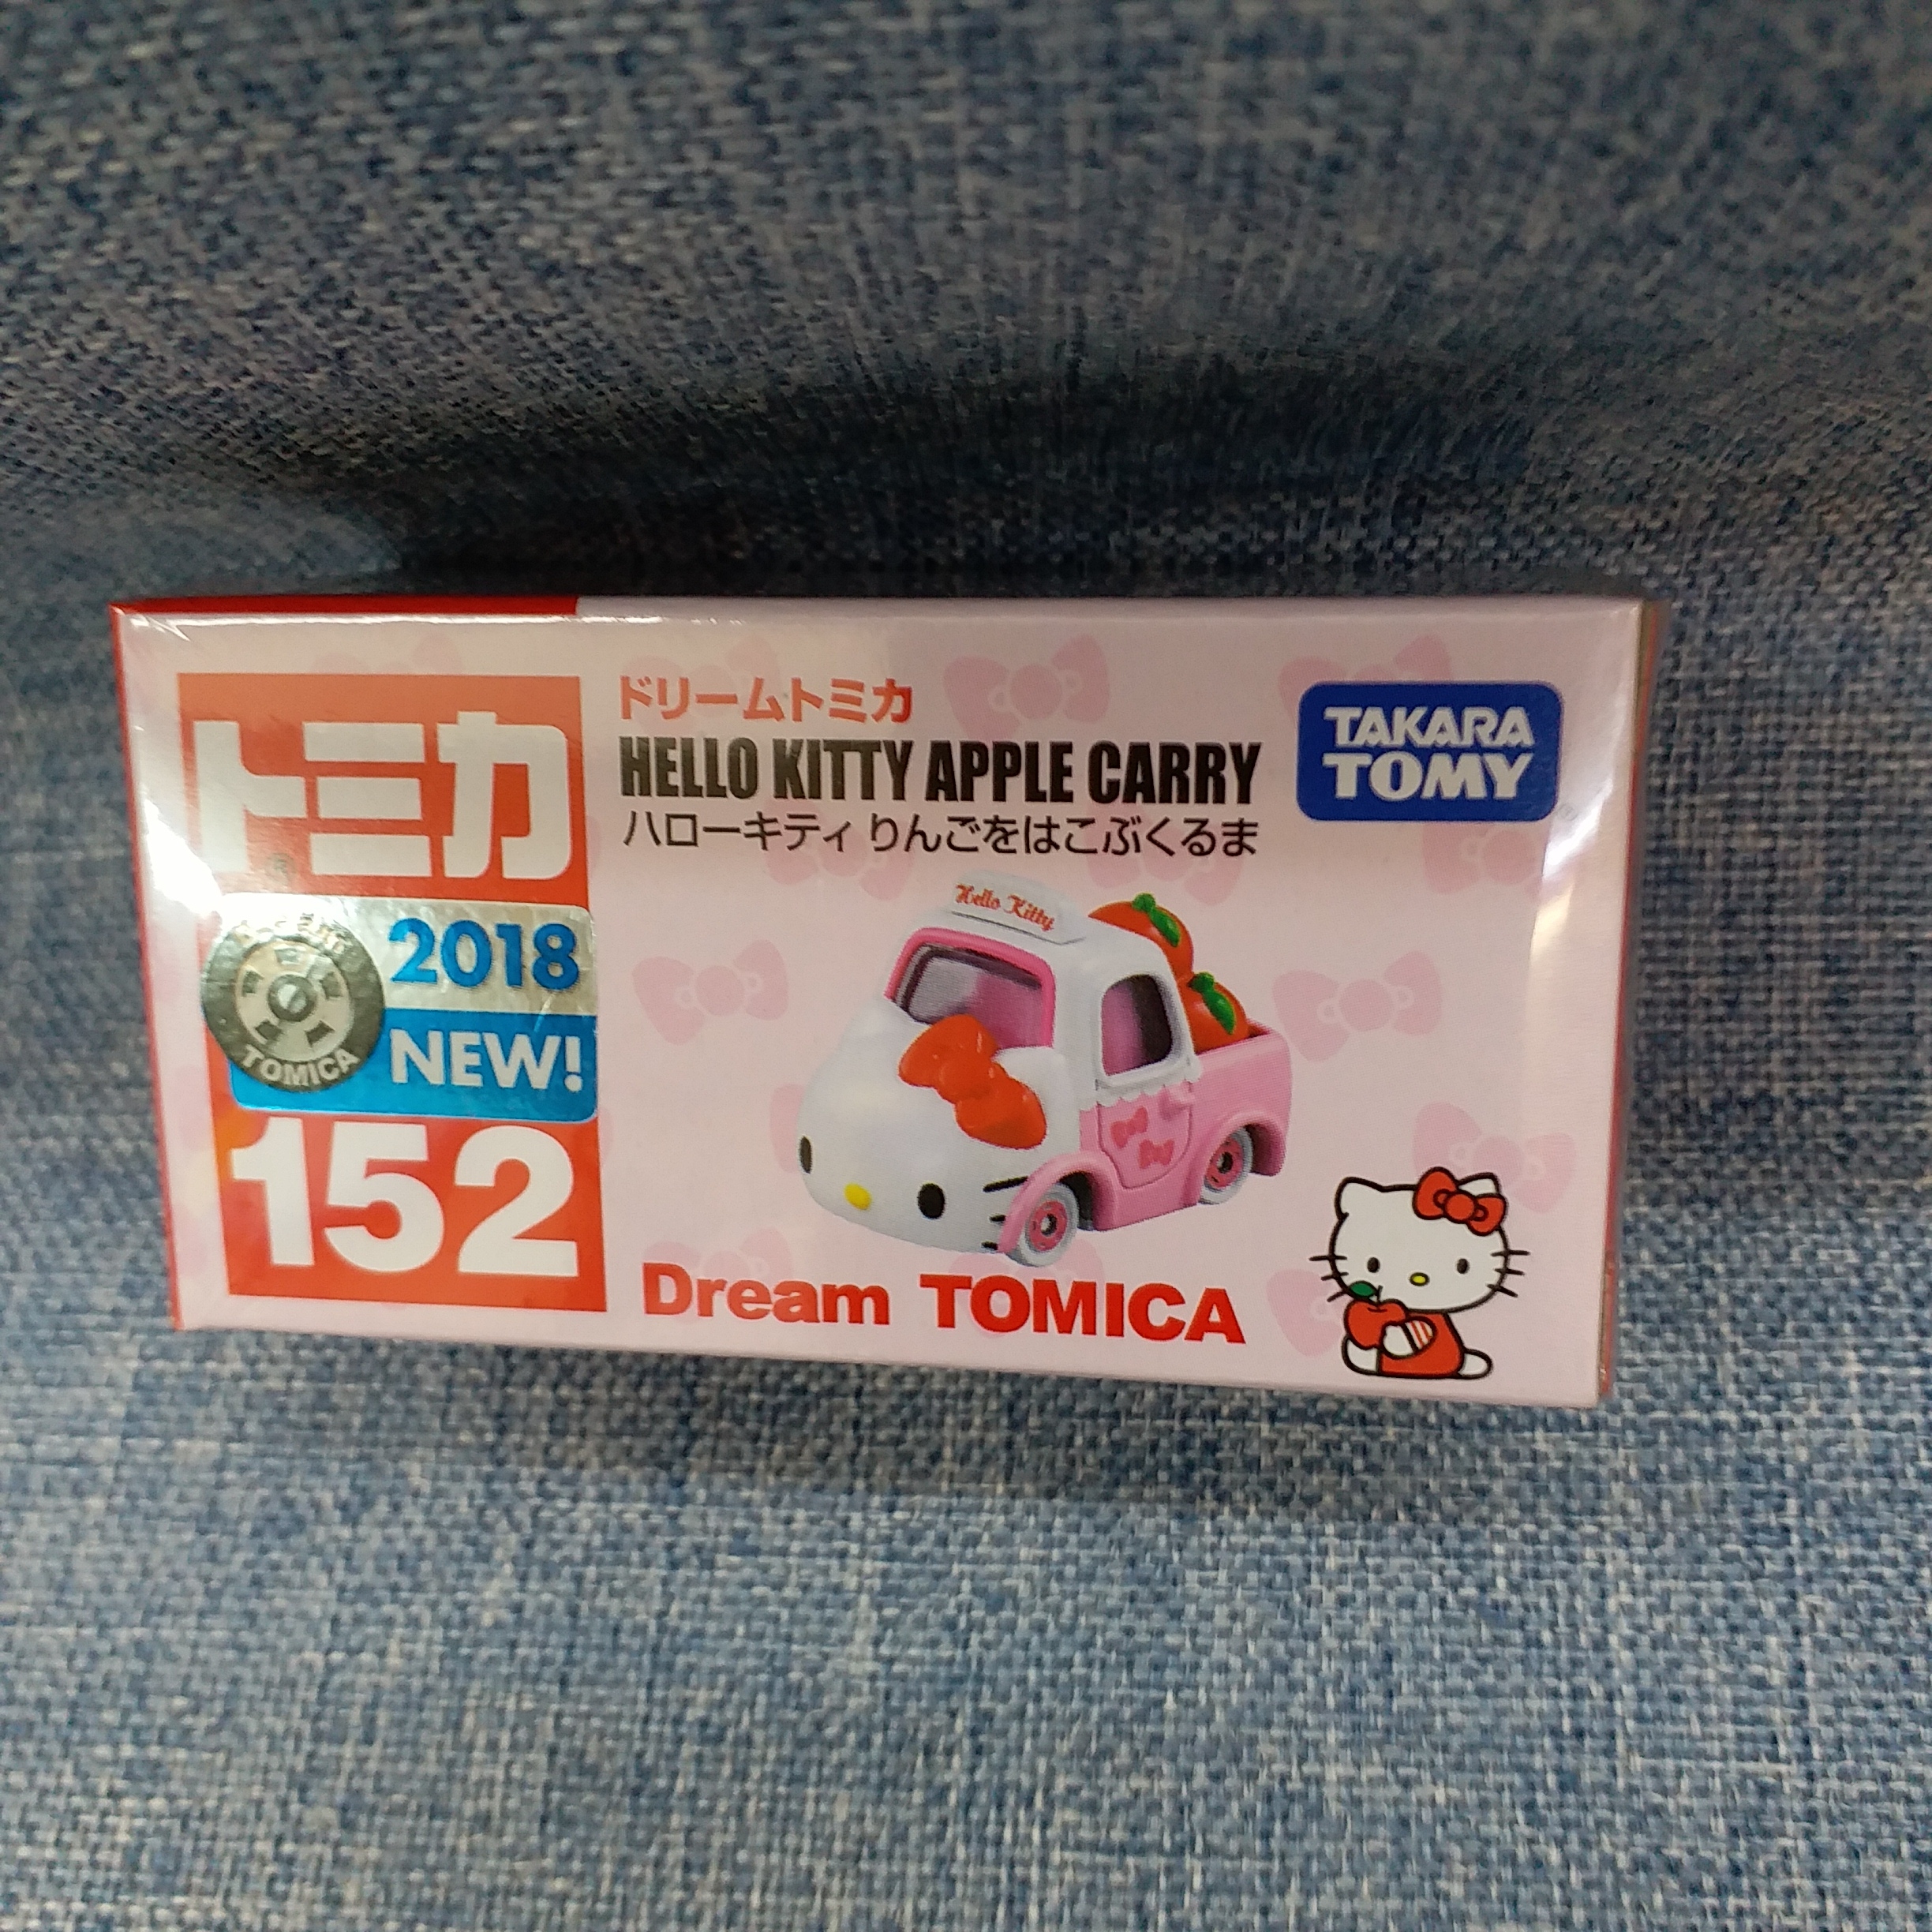 トミカ
2018
NEW!
TOMICA
152
ドリームトミカ
HELLO KITTY APPLE CARRY
ハローキティ りんごをはこぶくるま
TAKARA
TOMY
Hello Kitty
Dream TOMICA